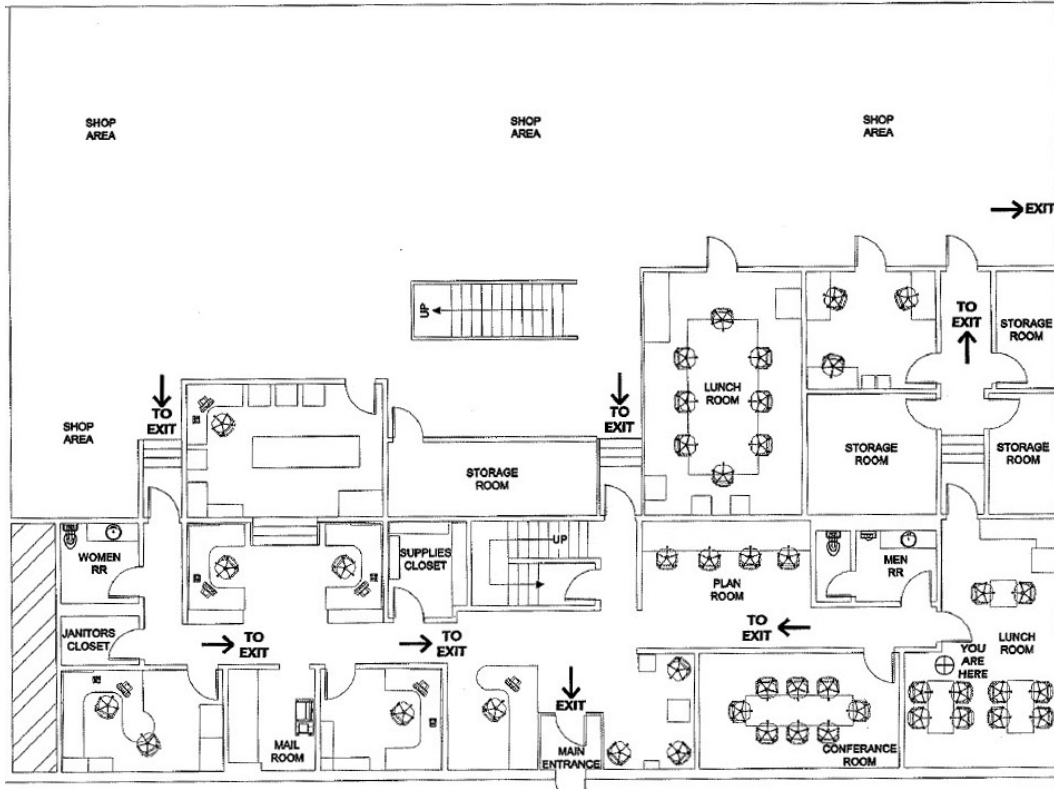 SHOP
AREA
SHOP
AREA
SHOP
AREA
EXIT
UP
TO
EXIT
STORAGE
ROOM
LUNCH
ROOM
TO
EXIT
TO
EXIT
SHOP
AREA
STORAGE
ROOM
STORAGE
ROOM
STORAGE
ROOM
UP
WOMEN
RR
SUPPLIES
CLOSET
MEN
RR
PLAN
ROOM
JANITORS
CLOSET
TO
EXIT
TO
EXIT
TO
EXIT
LUNCH
ROOM
YOU
ARE
HERE
EXIT
MAIL
ROOM
MAIN
ENTRANCE
CONFERANCE
ROOM